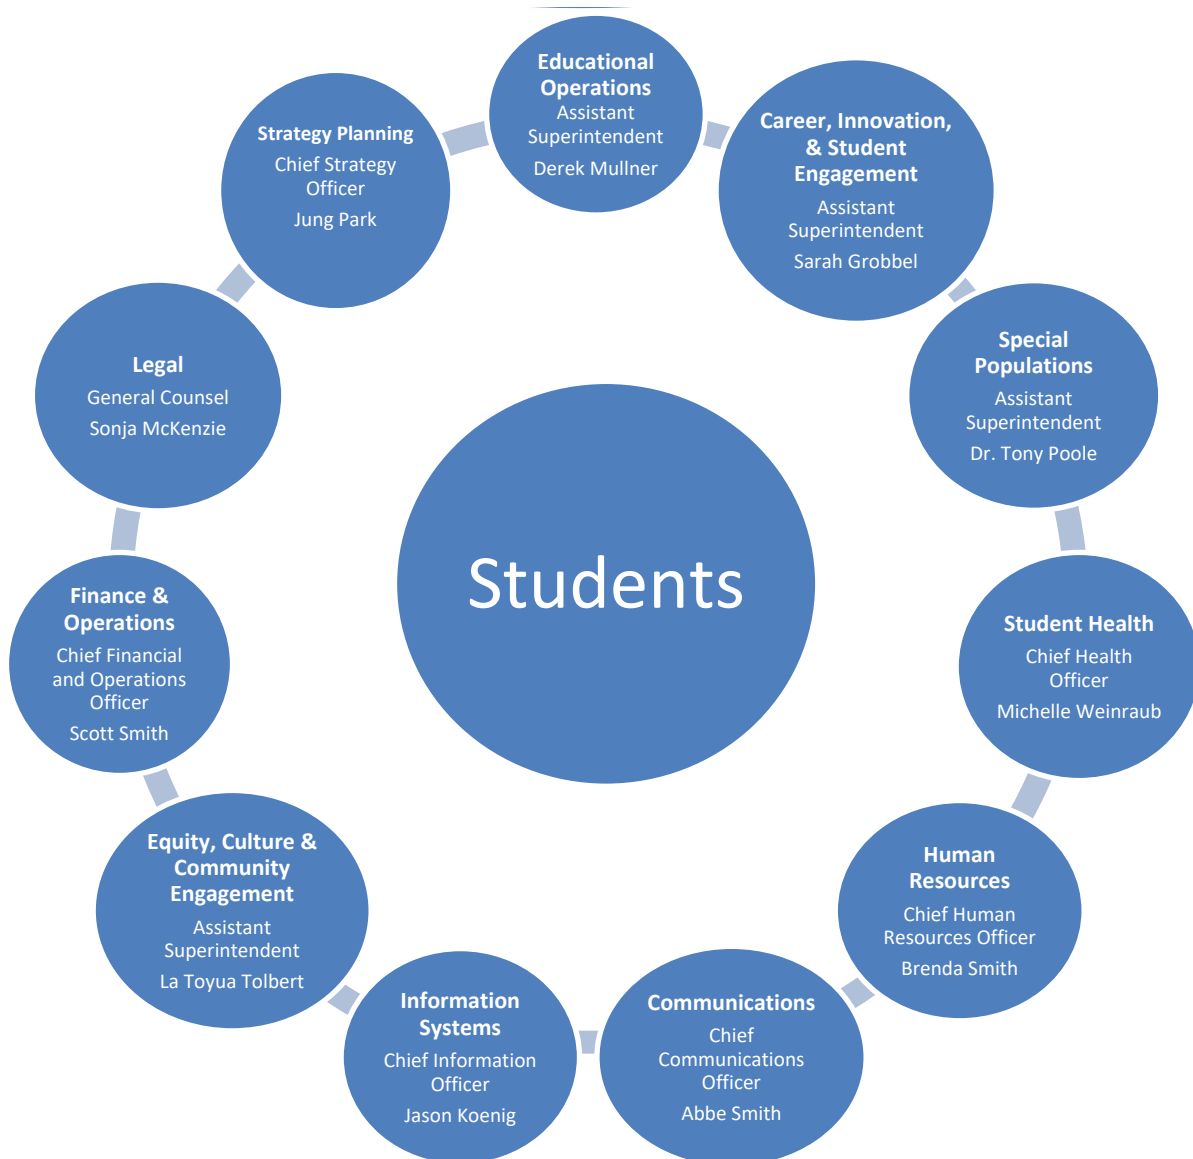 Educational
Operations
Assistant
Superintendent
Derek Mullner
Career, Innovation,
& Student
Engagement
Assistant
Superintendent
Sarah Grobbel
Special
Populations
Assistant
Superintendent
Dr. Tony Poole
Student Health
Chief Health
Officer
Michelle Weinraub
Human
Resources
Chief Human
Resources Officer
Brenda Smith
Communications
Chief
Communications
Officer
Abbe Smith
Information
Systems
Chief Information
Officer
Jason Koenig
Equity, Culture &
Community
Engagement
Assistant
Superintendent
La Toyua Tolbert
Finance &
Operations
Chief Financial
and Operations
Officer
Scott Smith
Legal
General Counsel
Sonja McKenzie
Strategy Planning
Chief Strategy
Officer
Jung Park
Students